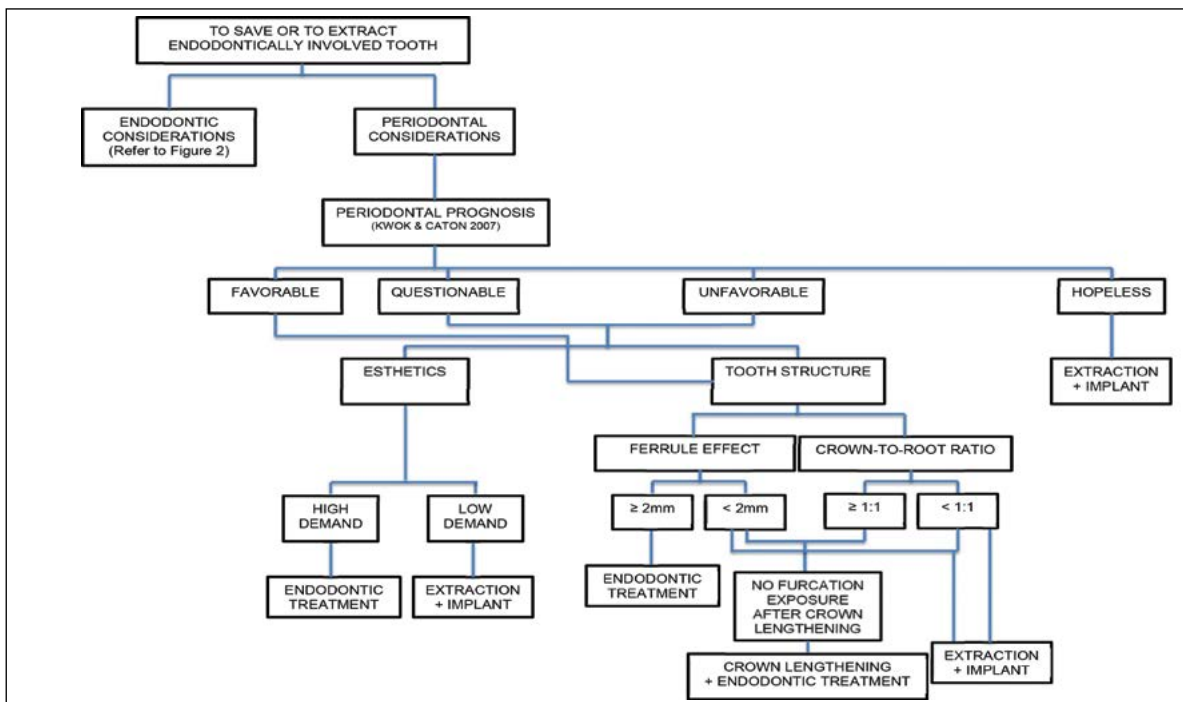 TO SAVE OR TO EXTRACT
ENDODONTICALLY INVOLVED TOOTH
ENDODONTIC
CONSIDERATIONS
(Refer to Figure 2)
PERIODONTAL
CONSIDERATIONS
PERIODONTAL PROGNOSIS
(KWOK & CATON 2007)
FAVORABLE
QUESTIONABLE
UNFAVORABLE
HOPELESS
ESTHETICS
TOOTH STRUCTURE
EXTRACTION
+ IMPLANT
FERRULE EFFECT
CROWN-TO-ROOT RATIO
HIGH
DEMAND
LOW
DEMAND
≥ 2mm
< 2mm
≥ 1:1
< 1:1
ENDODONTIC
TREATMENT
EXTRACTION
+ IMPLANT
ENDODONTIC
TREATMENT
NO FURCATION
EXPOSURE
AFTER CROWN
LENGTHENING
CROWN LENGTHENING
+ ENDODONTIC TREATMENT
EXTRACTION
+ IMPLANT